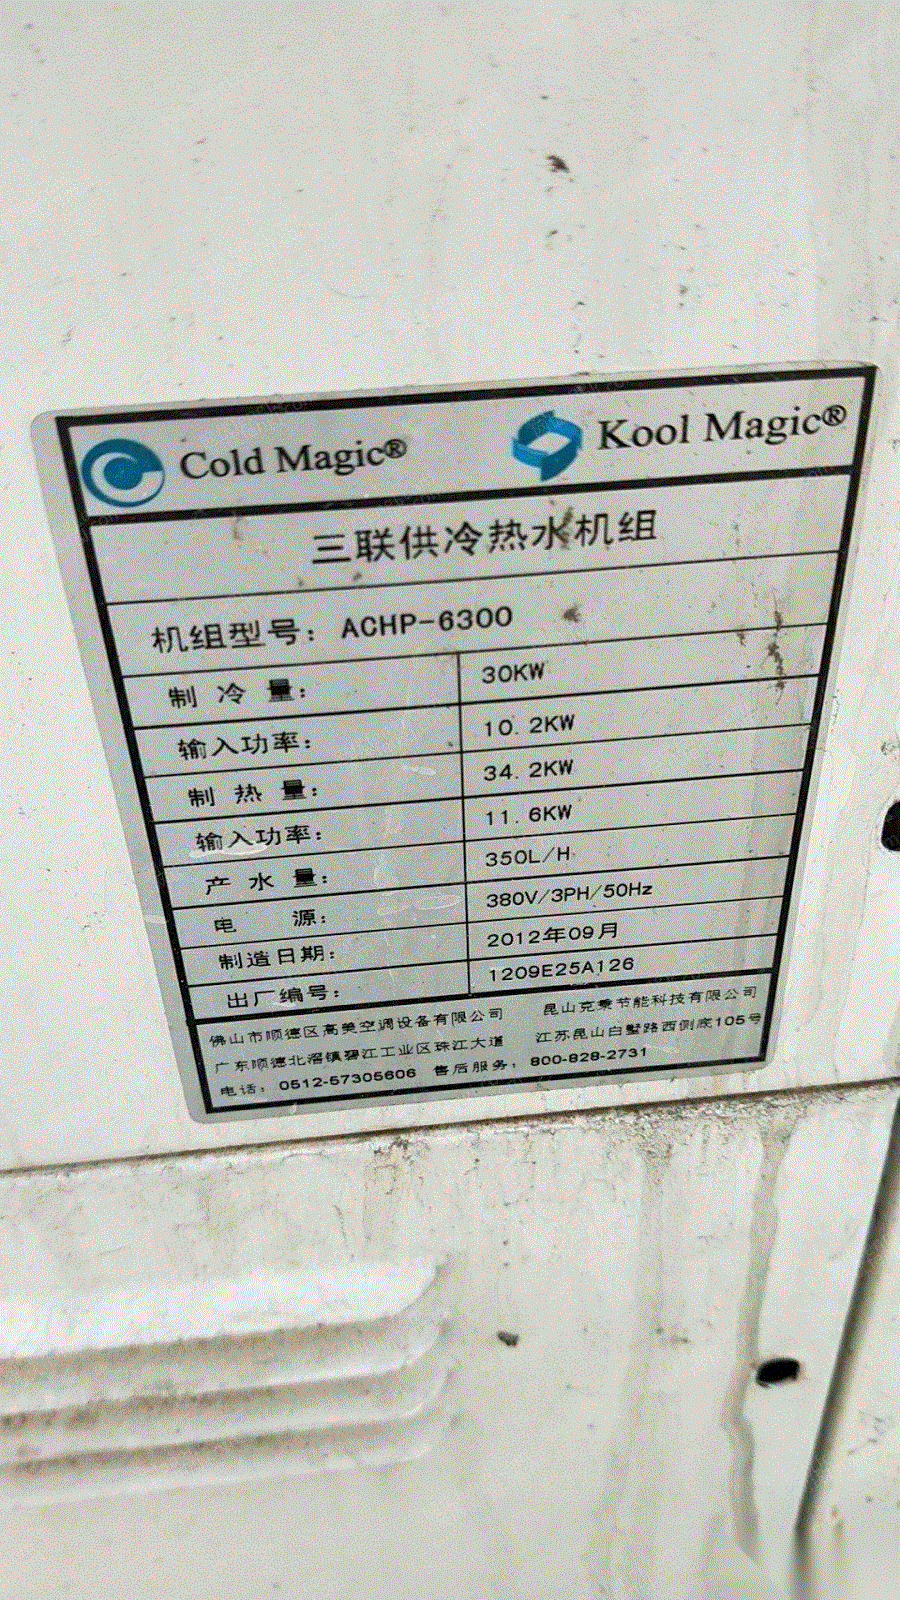 Cold Magic® Kool Magic®
三联供冷热水机组
机组型号：ACHP-6300
制冷量： 30KW
输入功率： 10.2KW
制热量： 34.2KW
输入功率： 11.6KW
产水量： 350L/H
电源： 380V/3PH/50Hz
制造日期： 2012年09月
出厂编号： 1209E25A126
佛山市顺德区高美空调设备有限公司 昆山克来节能科技有限公司
广东顺德北滘镇碧江工业区珠江大道 江苏昆山白墅路西侧底105号
电话：0512-57305606 售后服务：800-828-2731